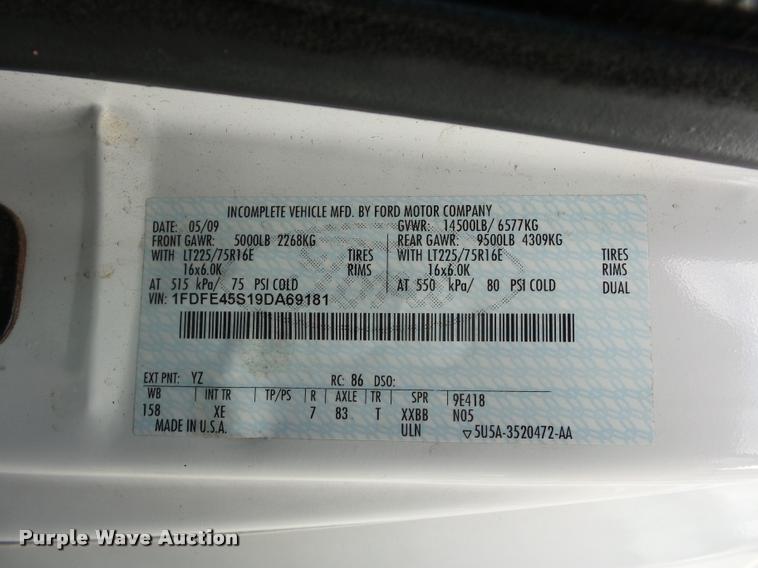 INCOMPLETE VEHICLE MFD. BY FORD MOTOR COMPANY
DATE: 05/09 GVWR: 14500LB/ 6577KG
FRONT GAWR: 5000LB 2268KG REAR GAWR: 9500LB 4309KG
WITH LT225/75R16E TIRES WITH LT225/75R16E TIRES
16x6.0K RIMS 16x6.0K RIMS
AT 515 kPa/ 75 PSI COLD AT 550 kPa/ 80 PSI COLD DUAL
VIN: 1FDFE45S19DA69181
EXT PNT: YZ RC: 86 DSO:
WB INT TR TP/PS R AXLE TR SPR 9E418
158 XE 7 83 T XXBB N05
MADE IN U.S.A. ULN ▽5U5A-3520472-AA
Purple Wave Auction
Purple Wave Auction